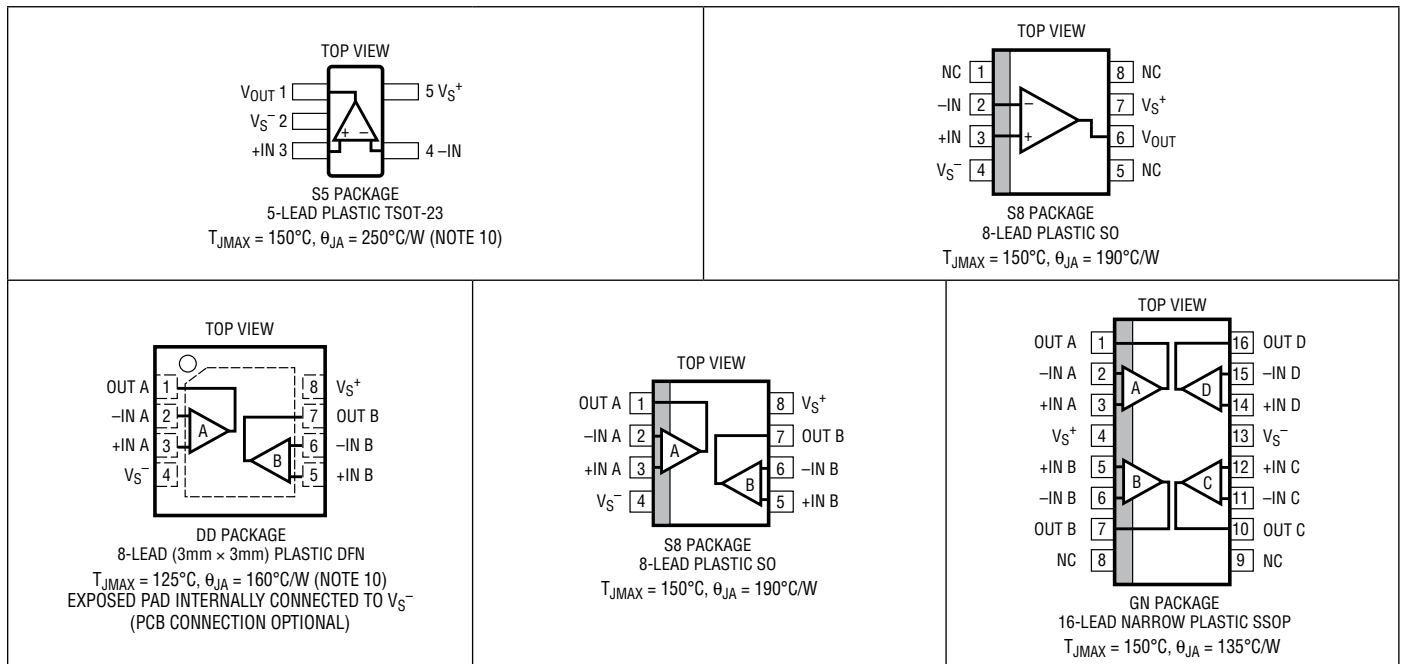 TOP VIEW
V_OUT 1
V_S^– 2
+IN 3
5 V_S^+
4 –IN
+ –
S5 PACKAGE
5-LEAD PLASTIC TSOT-23
T_JMAX = 150°C, θ_JA = 250°C/W (NOTE 10)
TOP VIEW
NC 1
–IN 2
+IN 3
V_S^– 4
–
+
8 NC
7 V_S^+
6 V_OUT
5 NC
S8 PACKAGE
8-LEAD PLASTIC SO
T_JMAX = 150°C, θ_JA = 190°C/W
TOP VIEW
OUT A 1
–IN A 2
+IN A 3
V_S^– 4
A
B
8 V_S^+
7 OUT B
6 –IN B
5 +IN B
DD PACKAGE
8-LEAD (3mm × 3mm) PLASTIC DFN
T_JMAX = 125°C, θ_JA = 160°C/W (NOTE 10)
EXPOSED PAD INTERNALLY CONNECTED TO V_S^–
(PCB CONNECTION OPTIONAL)
TOP VIEW
OUT A 1
–IN A 2
+IN A 3
V_S^– 4
A
B
8 V_S^+
7 OUT B
6 –IN B
5 +IN B
S8 PACKAGE
8-LEAD PLASTIC SO
T_JMAX = 150°C, θ_JA = 190°C/W
TOP VIEW
OUT A 1
–IN A 2
+IN A 3
V_S^+ 4
+IN B 5
–IN B 6
OUT B 7
NC 8
A
D
B
C
16 OUT D
15 –IN D
14 +IN D
13 V_S^–
12 +IN C
11 –IN C
10 OUT C
9 NC
GN PACKAGE
16-LEAD NARROW PLASTIC SSOP
T_JMAX = 150°C, θ_JA = 135°C/W